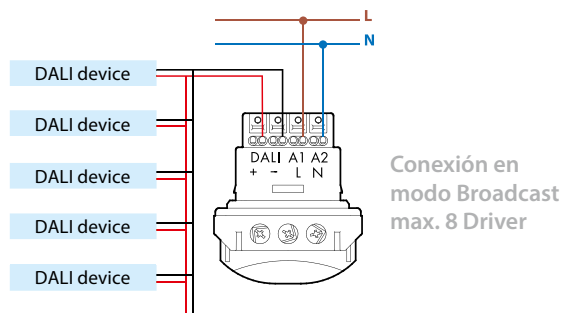 L
N
DALI device
DALI device
DALI device
DALI device
DALI device
DALI A1 A2
+ - L N
Conexión en
modo Broadcast
max. 8 Driver